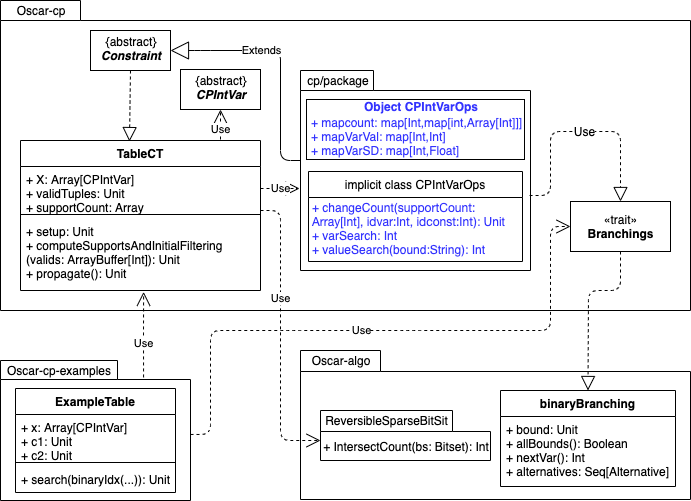 Oscar-cp
{abstract}
Constraint
Extends
{abstract}
CPIntVar
Use
cp/package
Object CPIntVarOps
+ mapcount: map[Int,map[int,Array[Int]]]
+ mapVarVal: map[Int,Int]
+ mapVarSD: map[Int,Float]
Use
TableCT
+ X: Array[CPIntVar]
+ validTuples: Unit
+ supportCount: Array
+ setup: Unit
+ computeSupportsAndInitialFiltering
(valids: ArrayBuffer[Int]): Unit
+ propagate(): Unit
Use
implicit class CPIntVarOps
+ changeCount(supportCount:
Array[Int], idvar:Int, idconst:Int): Unit
+ varSearch: Int
+ valueSearch(bound:String): Int
«trait»
Branchings
Use
Use
Use
Oscar-cp-examples
ExampleTable
+ x: Array[CPIntVar]
+ c1: Unit
+ c2: Unit
+ search(binaryIdx(...)): Unit
Oscar-algo
ReversibleSparseBitSit
+ IntersectCount(bs: Bitset): Int
binaryBranching
+ bound: Unit
+ allBounds(): Boolean
+ nextVar(): Int
+ alternatives: Seq[Alternative]